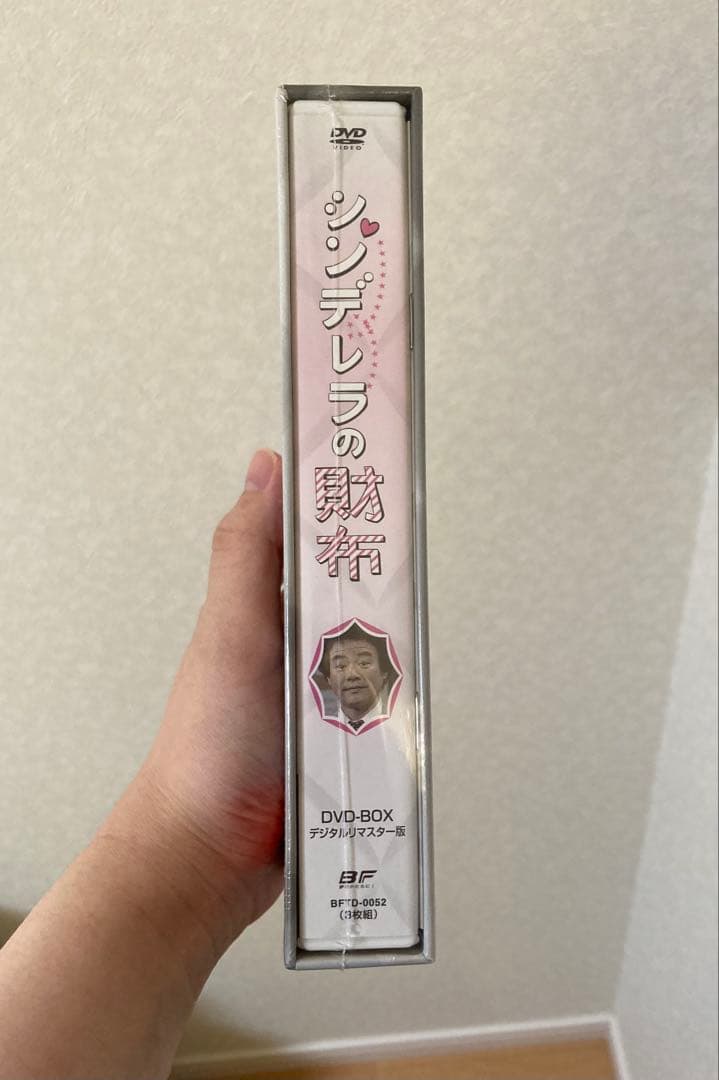 DVD
VIDEO
シンデレラの財布
DVD-BOX
デジタルリマスター版
BF
BFTD-0052
(3枚組)